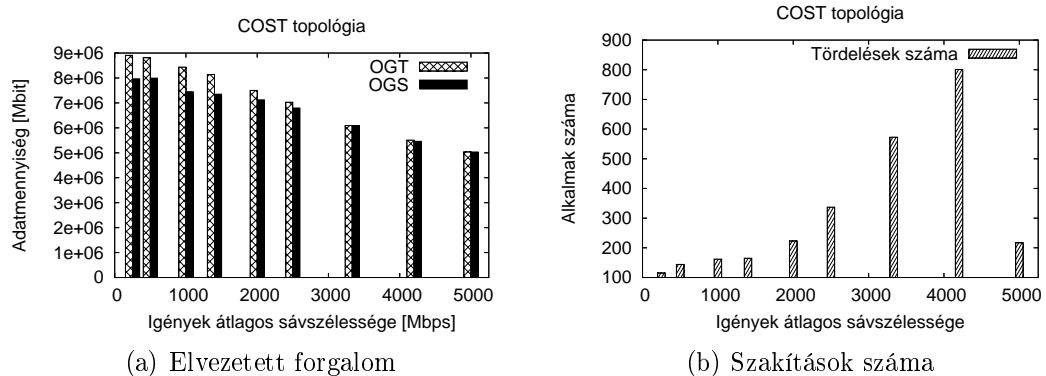 COST topológia
Adatmennyiség [Mbit]
9e+06
8e+06
7e+06
6e+06
5e+06
4e+06
3e+06
2e+06
1e+06
0
OGT
OGS
0 1000 2000 3000 4000 5000
Igények átlagos sávszélessége [Mbps]
(a) Elvezetett forgalom
COST topológia
Alkalmak száma
900
800
700
600
500
400
300
200
100
Tördelések száma
0 1000 2000 3000 4000 5000
Igények átlagos sávszélessége
(b) Szakítások száma